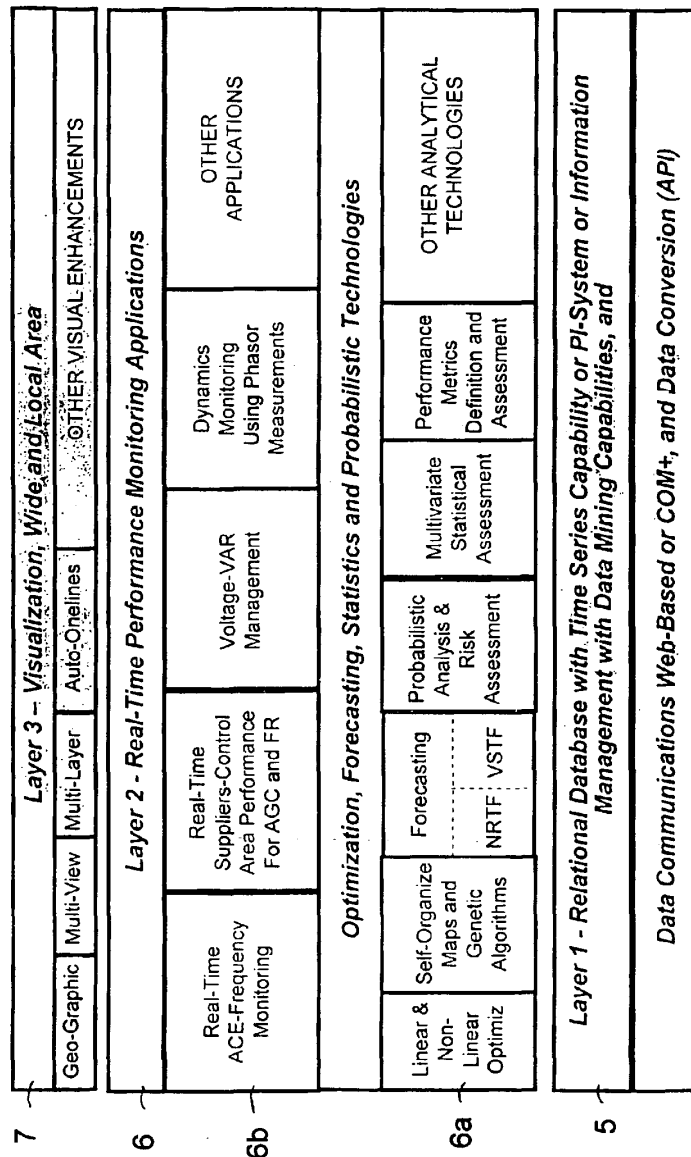 7
Layer 3 – Visualization, Wide and Local Area
Geo-Graphic
Multi-View
Multi-Layer
Auto-Onelines
OTHER VISUAL ENHANCEMENTS
6
Layer 2 - Real-Time Performance Monitoring Applications
6b
Real-Time
ACE-Frequency
Monitoring
Real-Time
Suppliers-Control
Area Performance
For AGC and FR
Voltage-VAR
Management
Dynamics
Monitoring
Using Phasor
Measurements
OTHER
APPLICATIONS
Optimization, Forecasting, Statistics and Probabilistic Technologies
6a
Linear &
Non-
Linear
Optimiz
Self-Organize
Maps and
Genetic
Algorithms
Forecasting
NRTF
VSTF
Probabilistic
Analysis &
Risk
Assessment
Multivariate
Statistical
Assessment
Performance
Metrics
Definition and
Assessment
OTHER ANALYTICAL
TECHNOLOGIES
5
Layer 1 - Relational Database with Time Series Capability or PI-System or Information
Management with Data Mining Capabilities, and
Data Communications Web-Based or COM+, and Data Conversion (API)